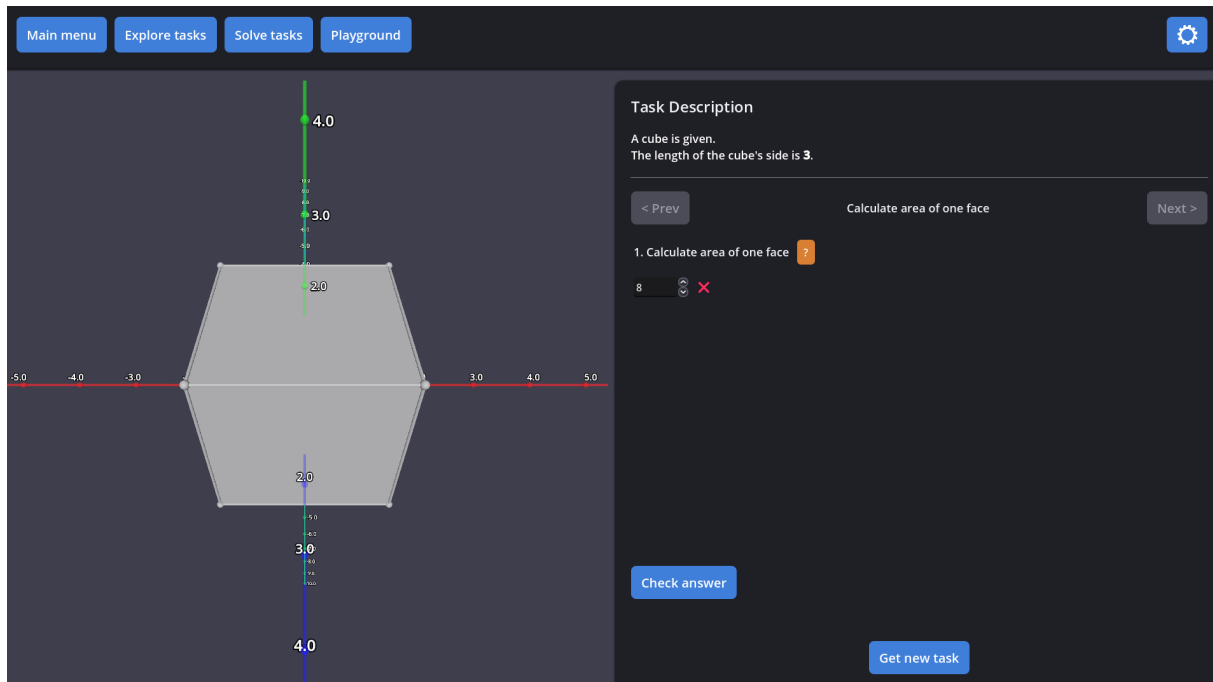 Main menu
Explore tasks
Solve tasks
Playground
4.0
3.0
2.0
-5.0
-4.0
-3.0
3.0
4.0
5.0
2.0
3.0
4.0
Task Description
A cube is given.
The length of the cube's side is 3.
< Prev
Calculate area of one face
Next >
1. Calculate area of one face ?
8
Check answer
Get new task